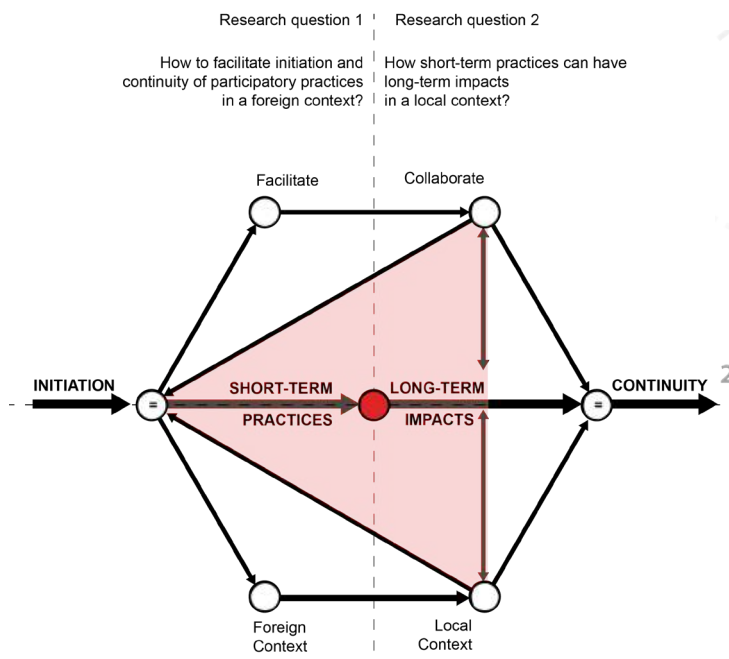 Research question 1
Research question 2
How to facilitate initiation and
continuity of participatory practices
in a foreign context?
How short-term practices can have
long-term impacts
in a local context?
Facilitate
Collaborate
INITIATION
SHORT-TERM
LONG-TERM
CONTINUITY
2
=
=
PRACTICES
IMPACTS
Foreign
Context
Local
Context